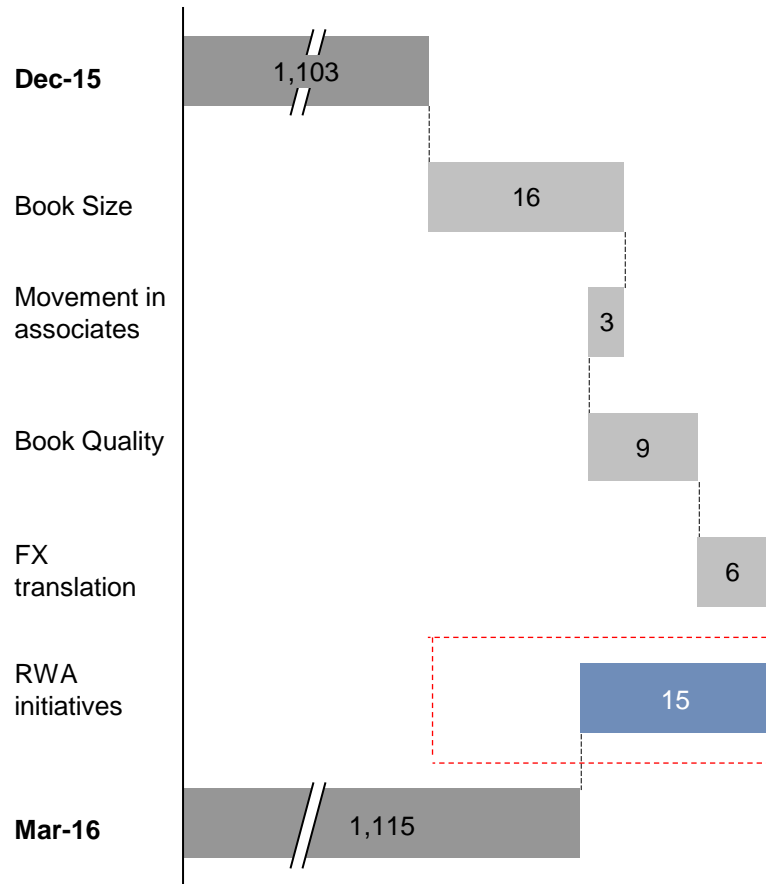 Dec-15
1,103
Book Size
16
Movement in
associates
3
Book Quality
9
FX
translation
6
RWA
initiatives
15
Mar-16
1,115